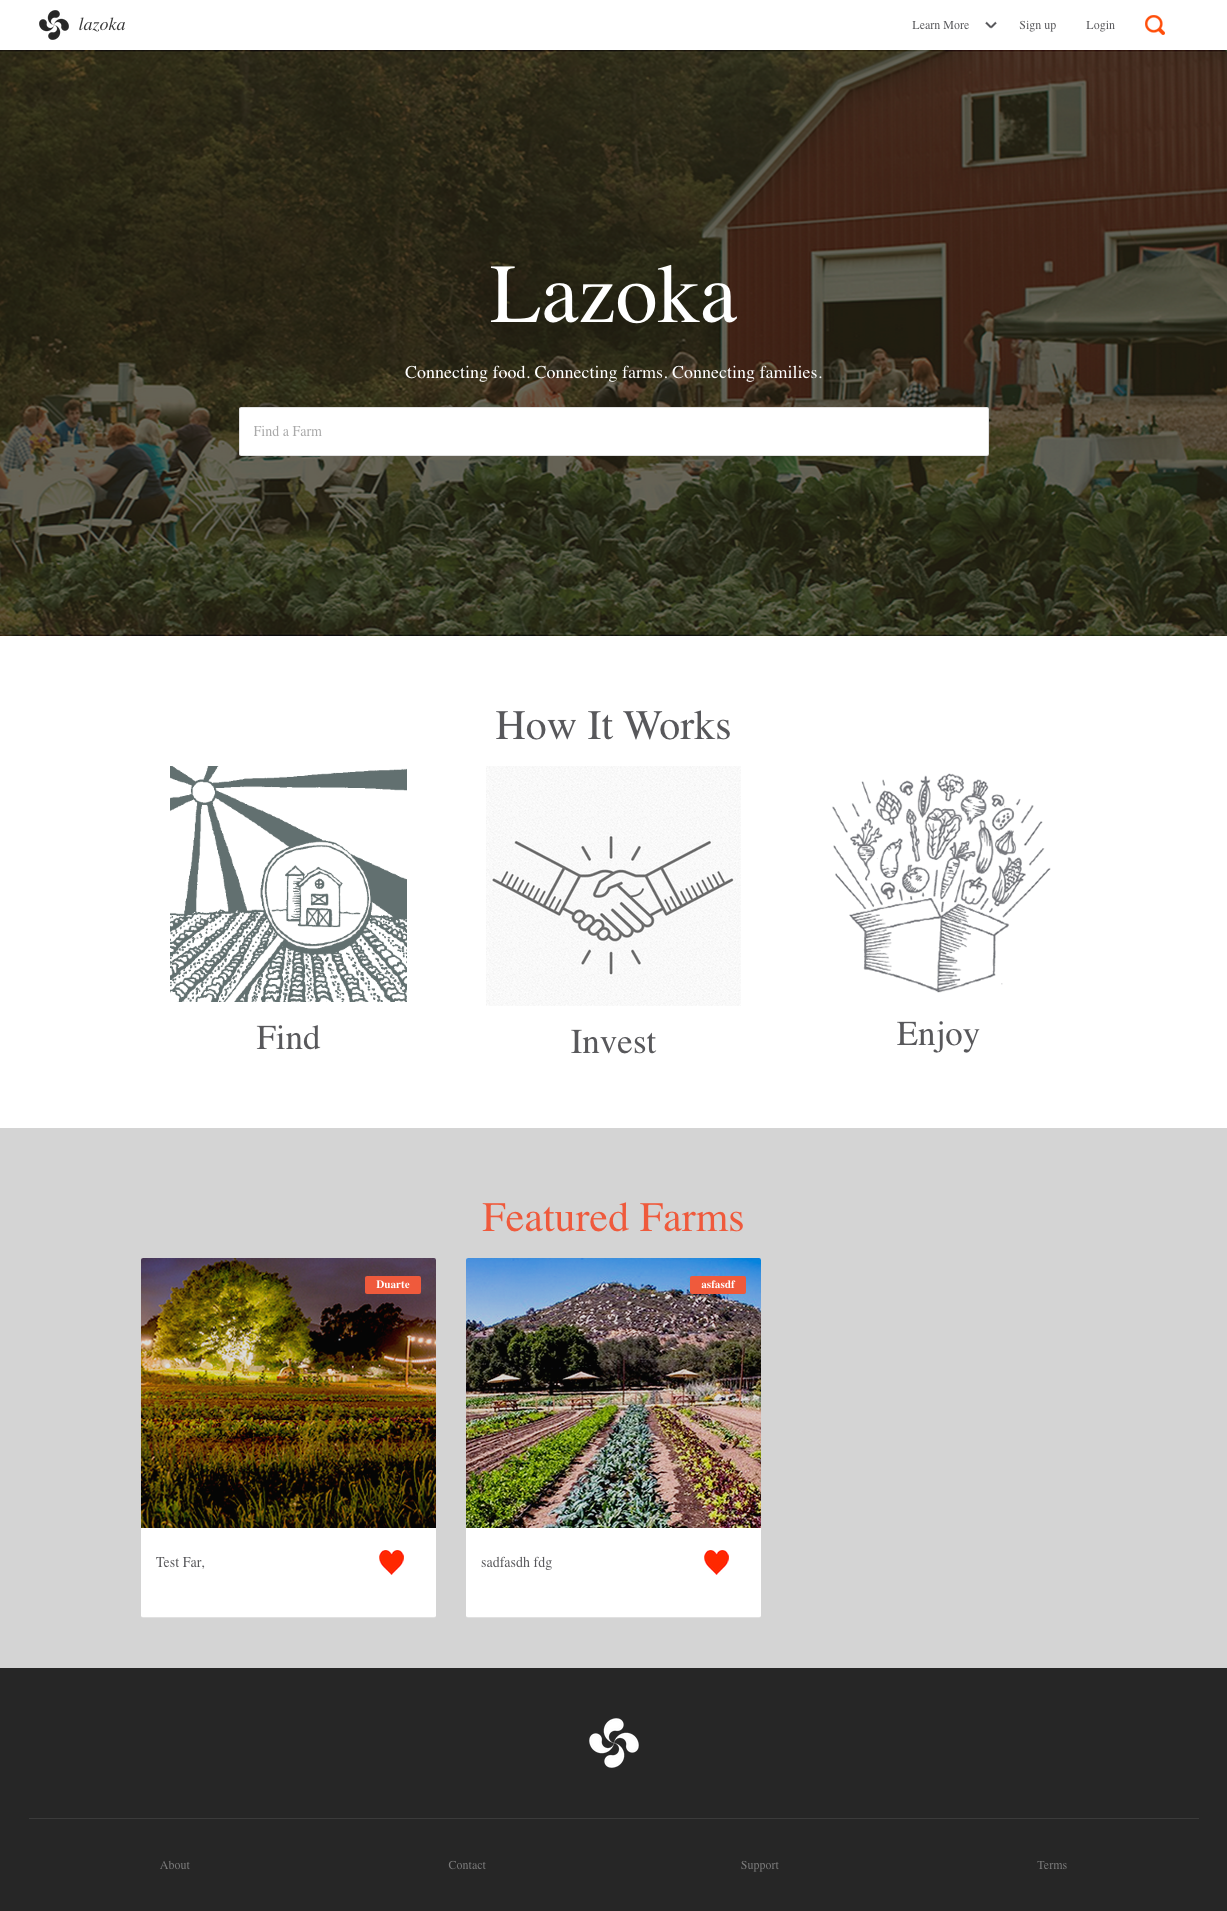 lazoka
Learn More
Sign up
Login
Lazoka
Connecting food. Connecting farms. Connecting families.
Find a Farm
How It Works
Find
Invest
Enjoy
Featured Farms
Duarte
asfasdf
Test Far,
sadfasdh fdg
About
Contact
Support
Terms